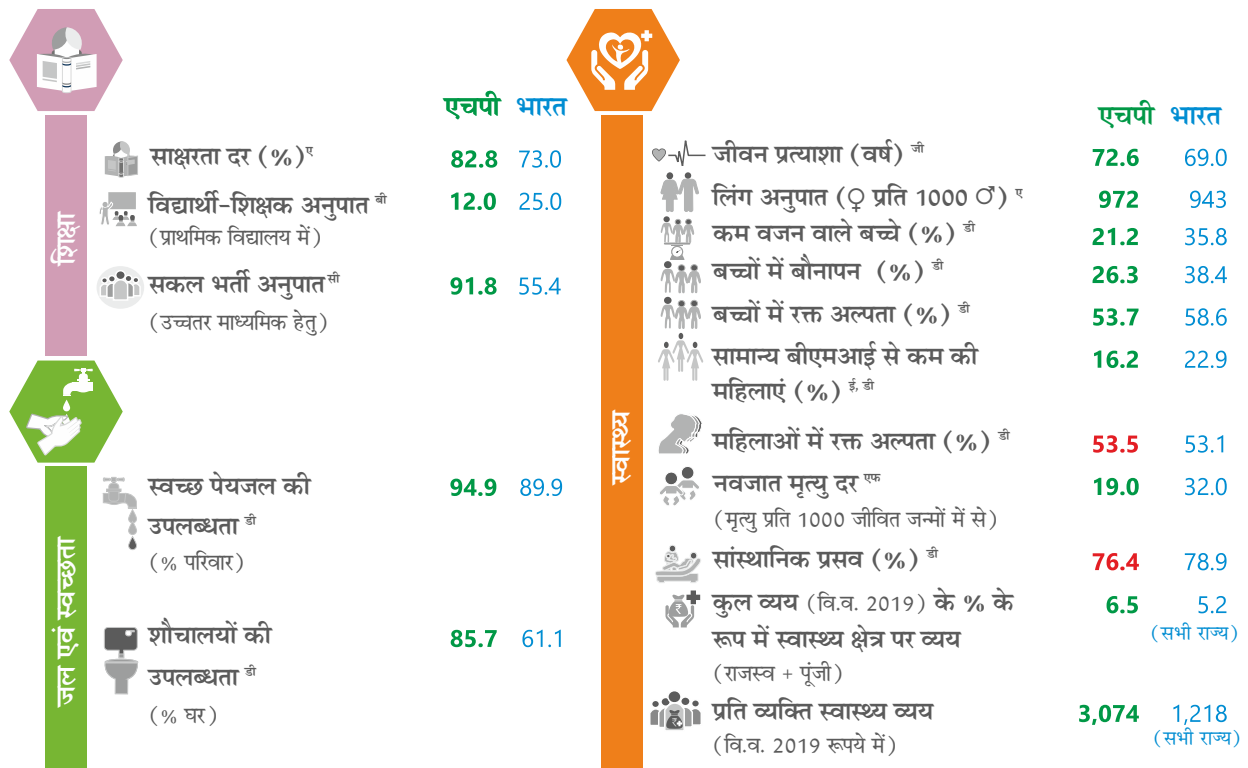 एचपी भारत
शिक्षा
साक्षरता दर (%)ए 82.8 73.0
विद्यार्थी-शिक्षक अनुपात बी 12.0 25.0
(प्राथमिक विद्यालय में)
सकल भर्ती अनुपात सी 91.8 55.4
(उच्चतर माध्यमिक हेतु)
जल एवं स्वच्छता
स्वच्छ पेयजल की 94.9 89.9
उपलब्धता डी
(% परिवार)
शौचालयों की 85.7 61.1
उपलब्धता डी
(% घर)
एचपी भारत
स्वास्थ्य
जीवन प्रत्याशा (वर्ष) जी 72.6 69.0
लिंग अनुपात (♀ प्रति 1000 ♂) ए 972 943
कम वजन वाले बच्चे (%) डी 21.2 35.8
बच्चों में बौनापन (%) डी 26.3 38.4
बच्चों में रक्त अल्पता (%) डी 53.7 58.6
सामान्य बीएमआई से कम की 16.2 22.9
महिलाएं (%) ई, डी
महिलाओं में रक्त अल्पता (%) डी 53.5 53.1
नवजात मृत्यु दर एफ 19.0 32.0
(मृत्यु प्रति 1000 जीवित जन्मों में से)
सांस्थानिक प्रसव (%) डी 76.4 78.9
कुल व्यय (वि.व. 2019) के % के 6.5 5.2
रूप में स्वास्थ्य क्षेत्र पर व्यय (सभी राज्य)
(राजस्व + पूंजी)
प्रति व्यक्ति स्वास्थ्य व्यय 3,074 1,218
(वि.व. 2019 रूपये में) (सभी राज्य)